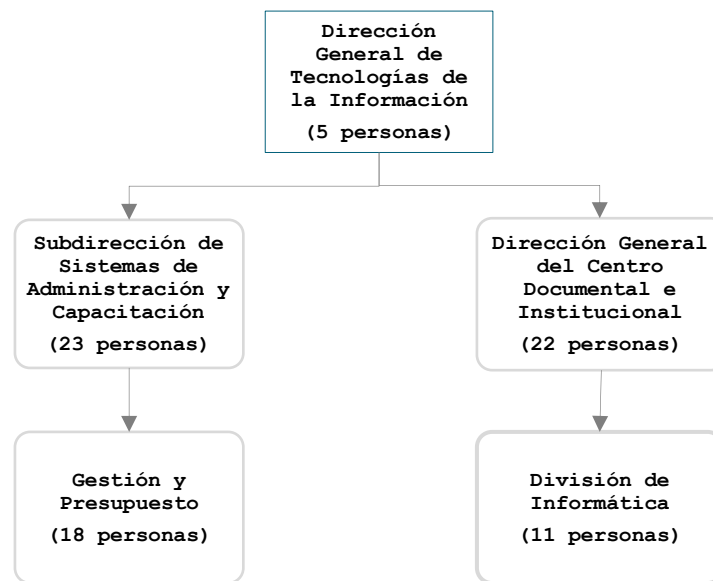 Dirección
General de
Tecnologías de
la Información
(5 personas)
Subdirección de
Sistemas de
Administración y
Capacitación
(23 personas)
Dirección General
del Centro
Documental e
Institucional
(22 personas)
Gestión y
Presupuesto
(18 personas)
División de
Informática
(11 personas)